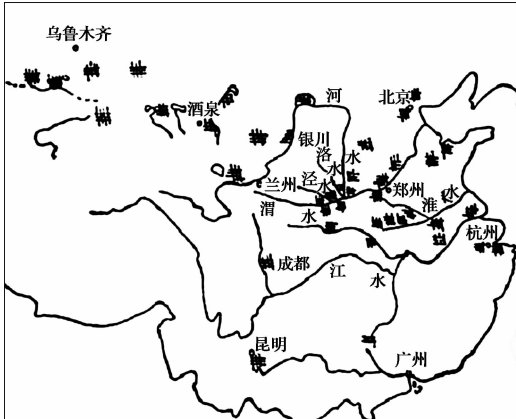 乌鲁木齐
酒泉
河
北京
银川
洛
水
水
兰州
泾
水
郑州
渭
水
淮
水
杭州
成都
江
水
昆明
广州